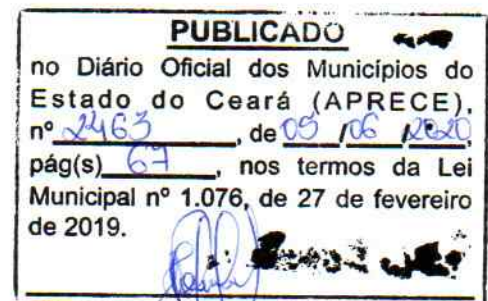 PUBLICADO
no Diário Oficial dos Municípios do
Estado do Ceará (APRECE),
nº 2463, de 05/06/2020,
pág(s) 67, nos termos da Lei
Municipal nº 1.076, de 27 de fevereiro
de 2019.